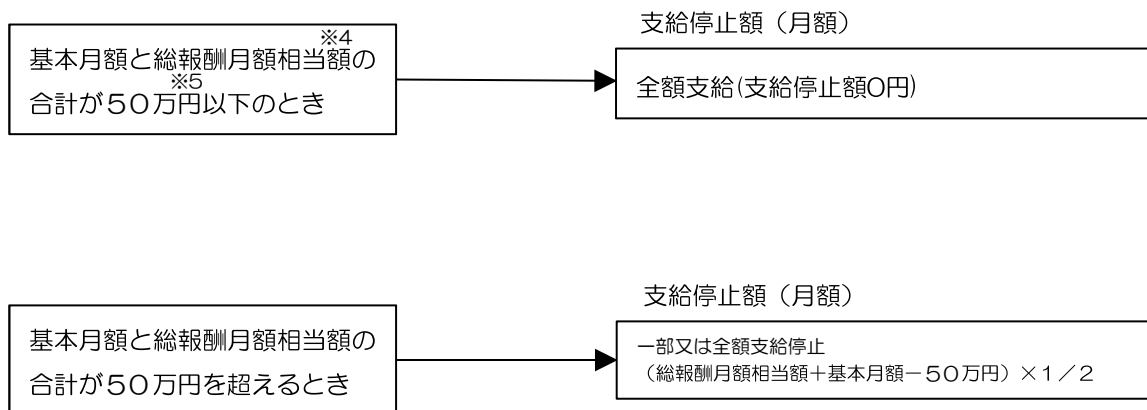 支給停止額（月額）
※4
基本月額と総報酬月額相当額の
※5
合計が５０万円以下のとき
全額支給(支給停止額0円)
支給停止額（月額）
基本月額と総報酬月額相当額の
合計が５０万円を超えるとき
一部又は全額支給停止
（総報酬月額相当額＋基本月額－５０万円）×１／２